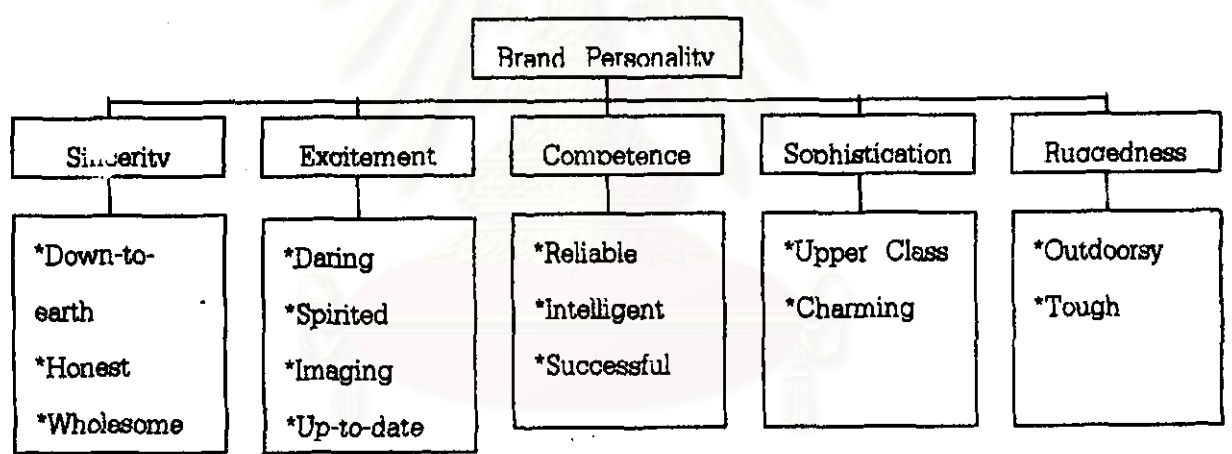 Brand Personality
Sincerity
Excitement
Competence
Sophistication
Ruggedness
*Down-to-
earth
*Honest
*Wholesome
*Daring
*Spirited
*Imaging
*Up-to-date
*Reliable
*Intelligent
*Successful
*Upper Class
*Charming
*Outdoorsy
*Tough